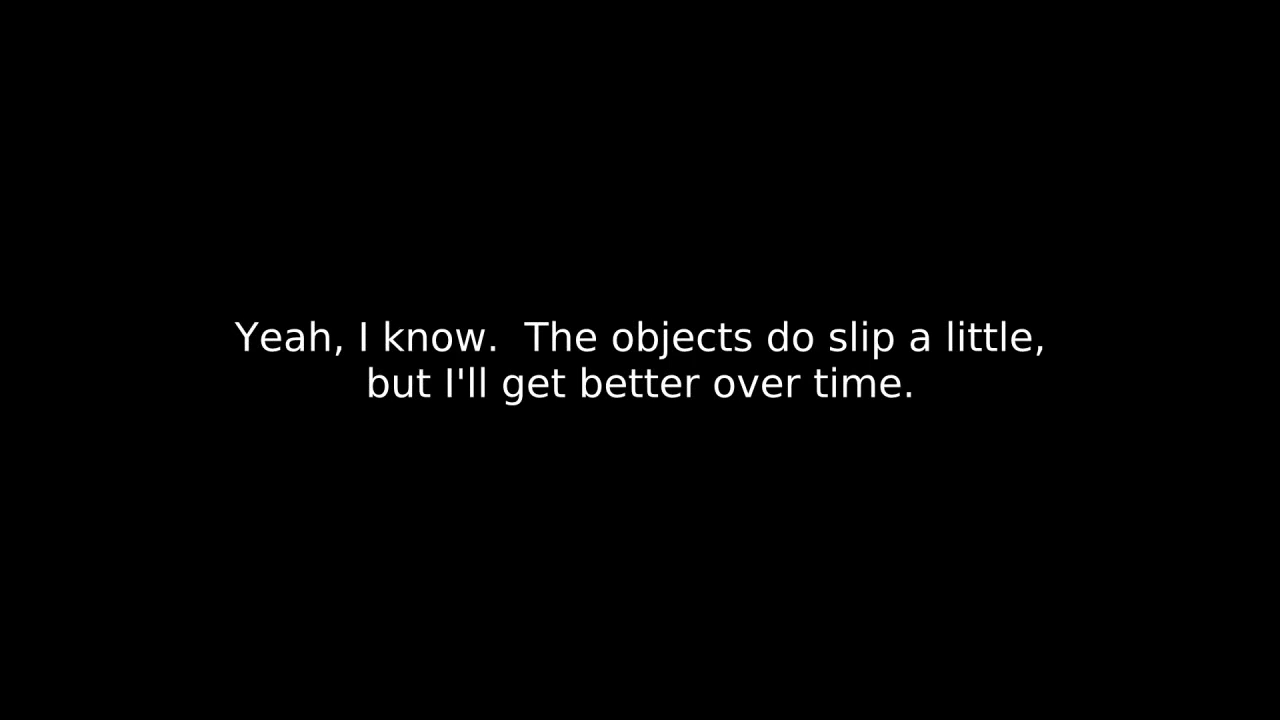 Yeah, I know.  The objects do slip a little,
but I'll get better over time.